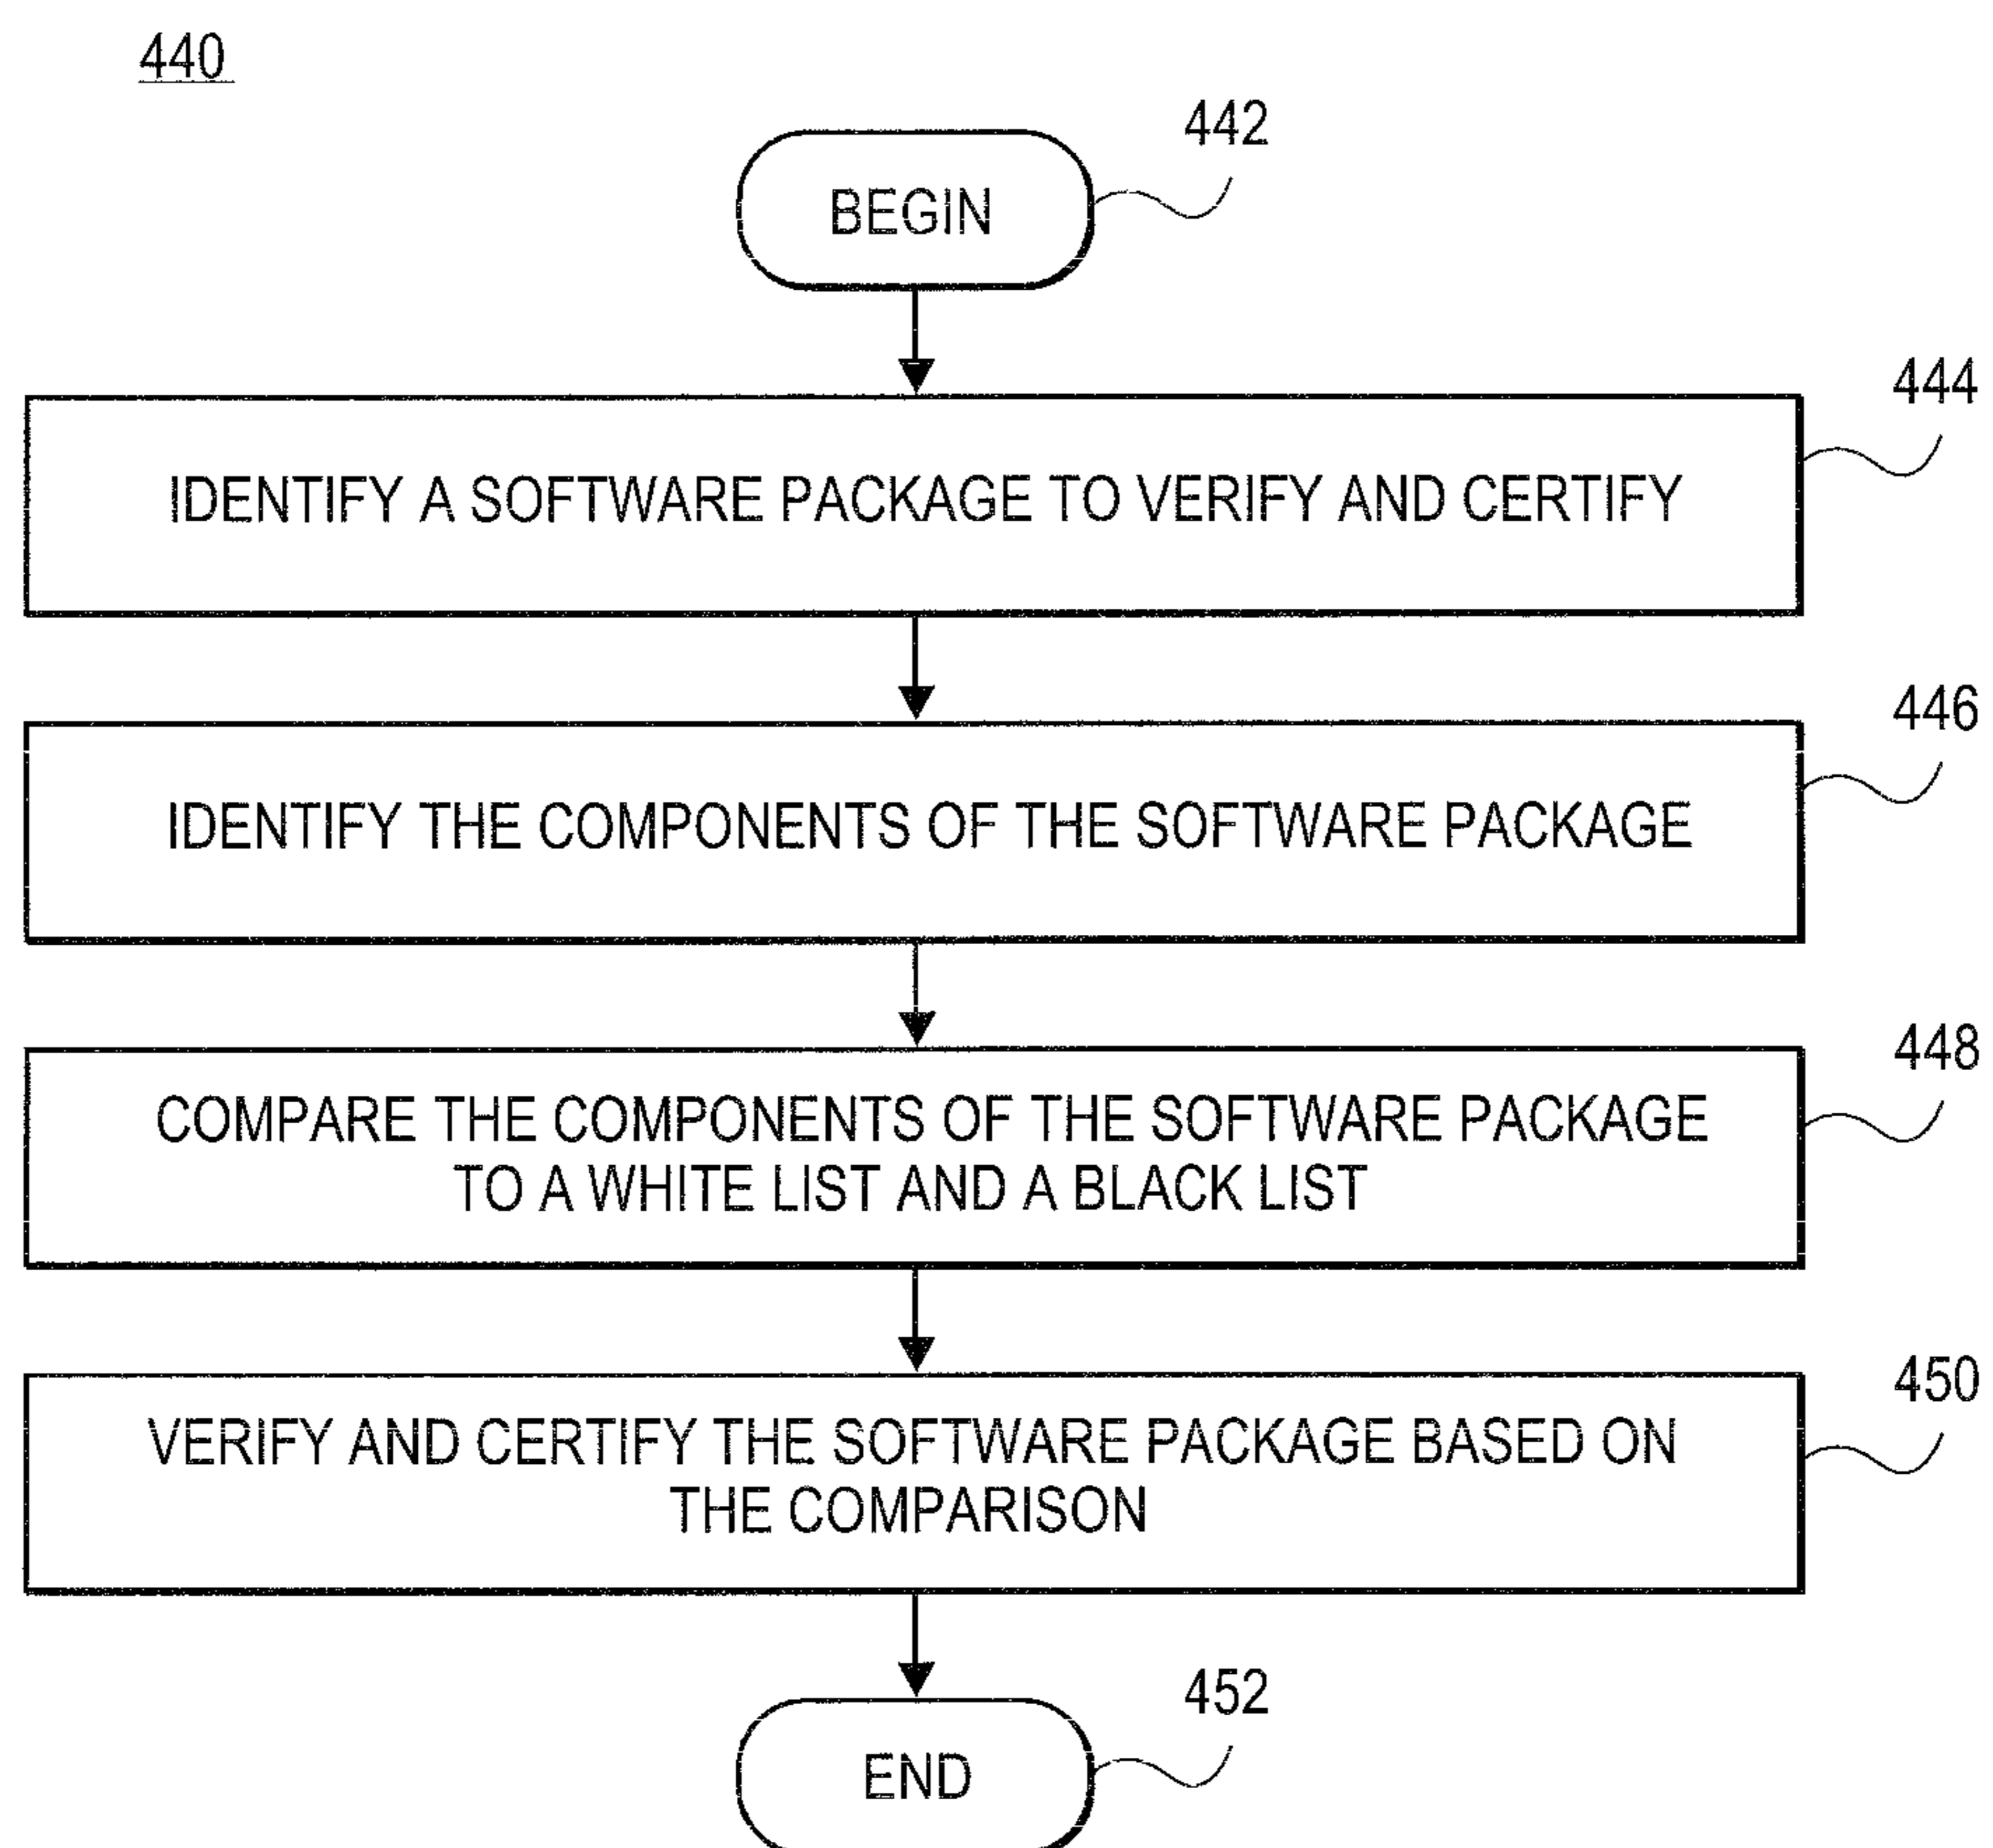 440
442
BEGIN
444
IDENTIFY A SOFTWARE PACKAGE TO VERIFY AND CERTIFY
446
IDENTIFY THE COMPONENTS OF THE SOFTWARE PACKAGE
448
COMPARE THE COMPONENTS OF THE SOFTWARE PACKAGE
TO A WHITE LIST AND A BLACK LIST
450
VERIFY AND CERTIFY THE SOFTWARE PACKAGE BASED ON
THE COMPARISON
452
END